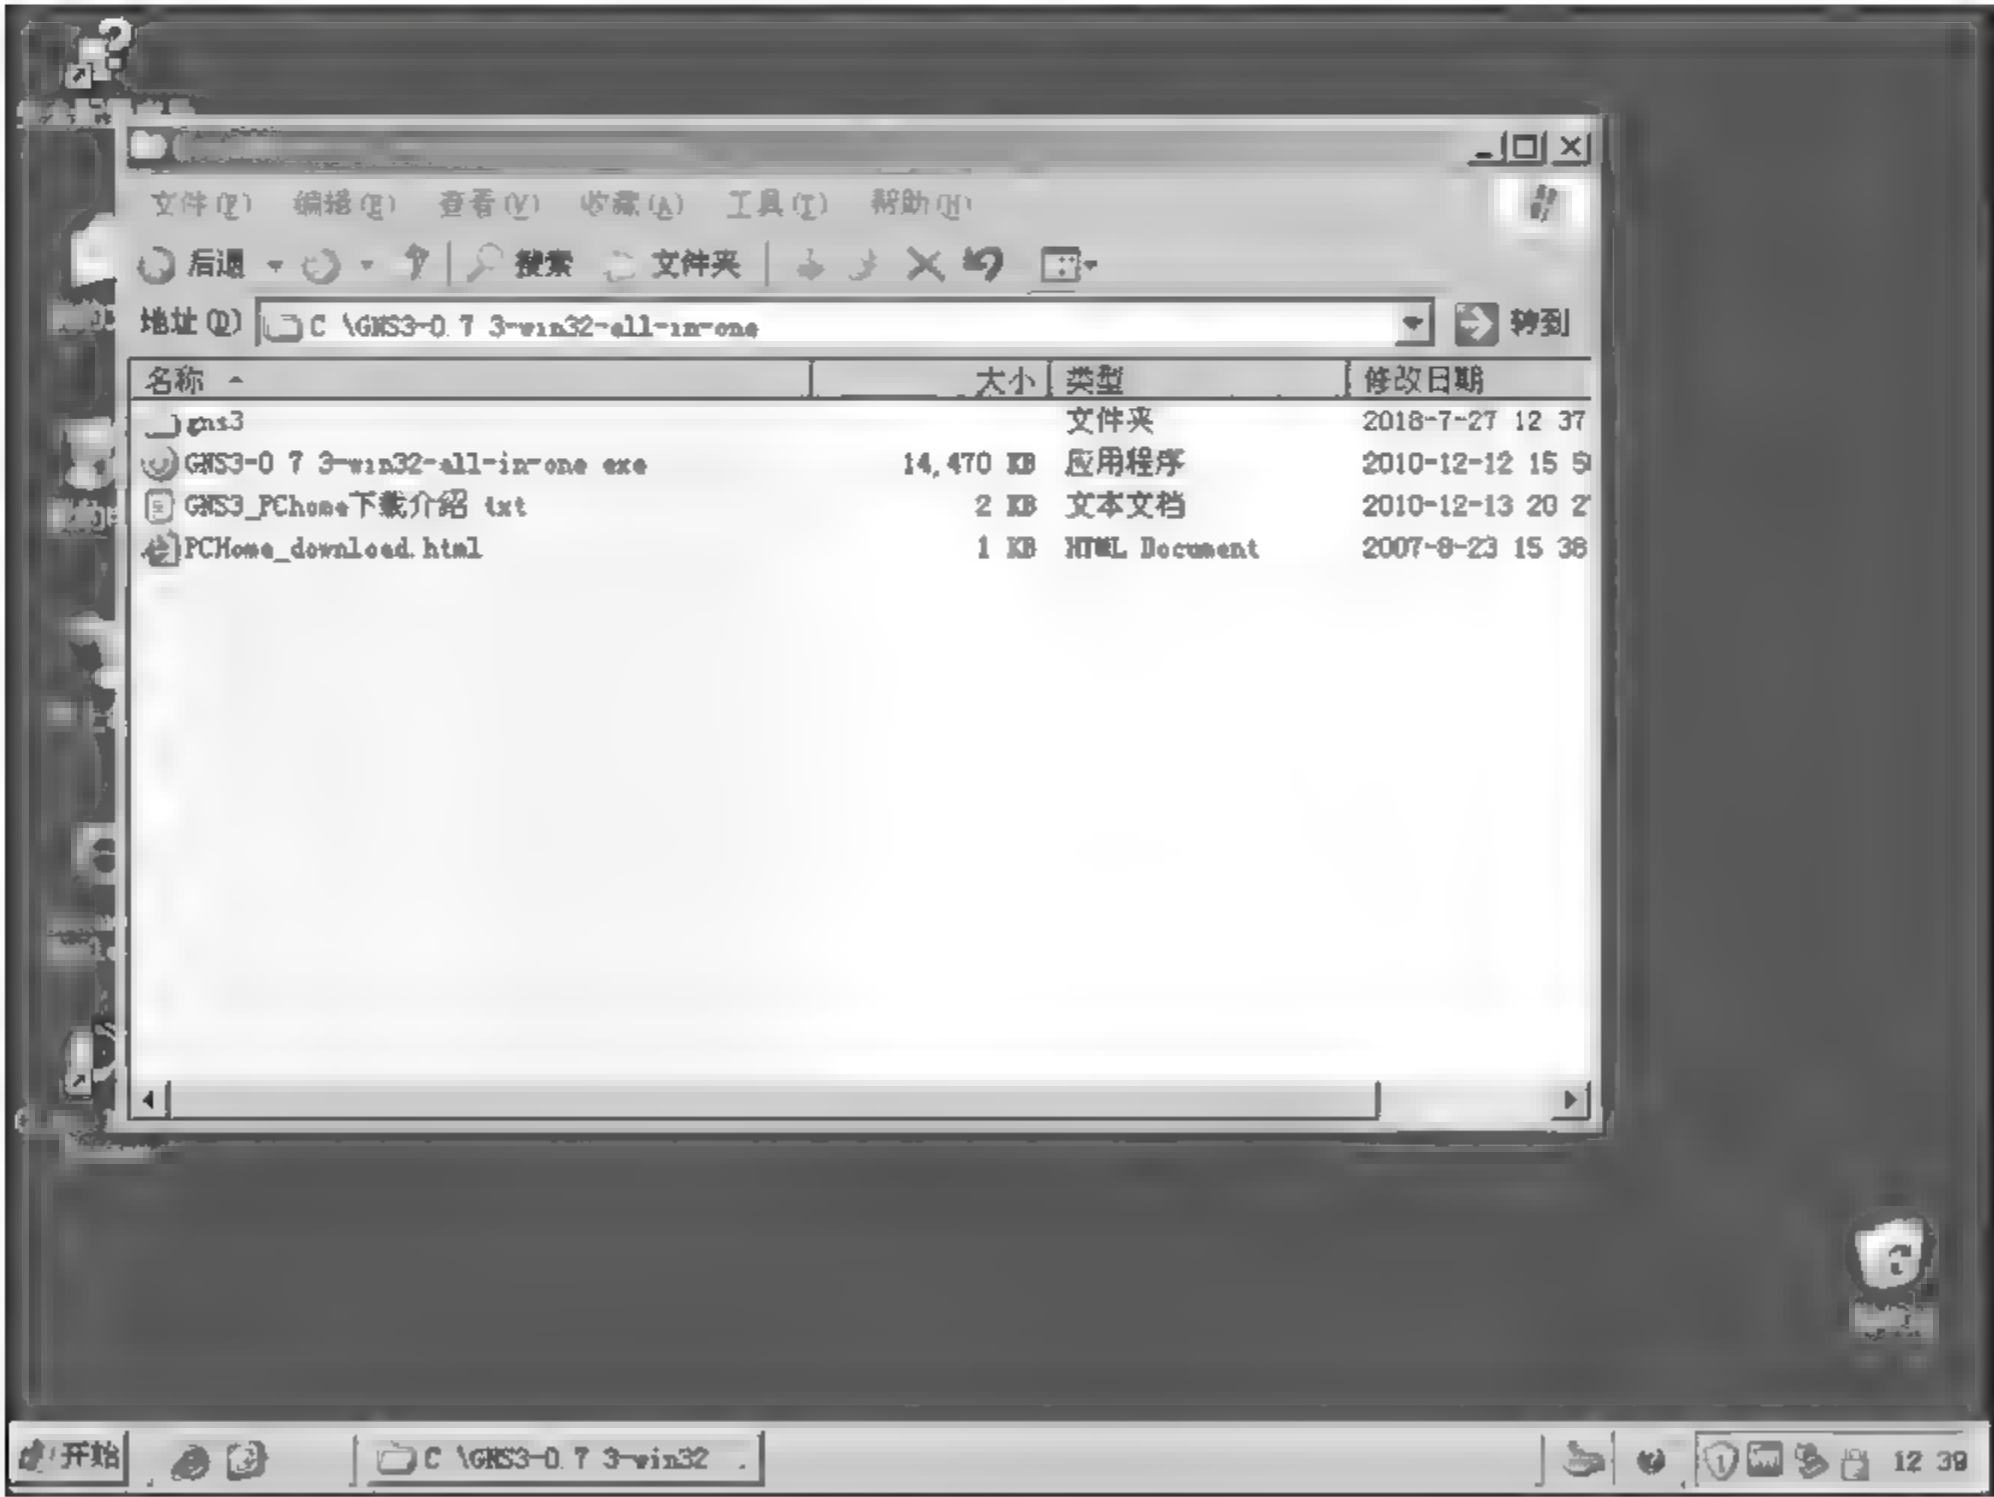 文件(F) 编辑(E) 查看(V) 收藏(A) 工具(T) 帮助(H)
后退 搜索 文件夹
地址(D) C:\GNS3-0.7.3-win32-all-in-one 转到
名称 大小 类型 修改日期
gns3 文件夹 2018-7-27 12:37
GNS3-0.7.3-win32-all-in-one.exe 14,470 KB 应用程序 2010-12-12 15:5
GNS3_PChome下载介绍.txt 2 KB 文本文档 2010-12-13 20:2
PCHome_download.html 1 KB HTML Document 2007-8-23 15:38
开始 C:\GNS3-0.7.3-win32... 12:39